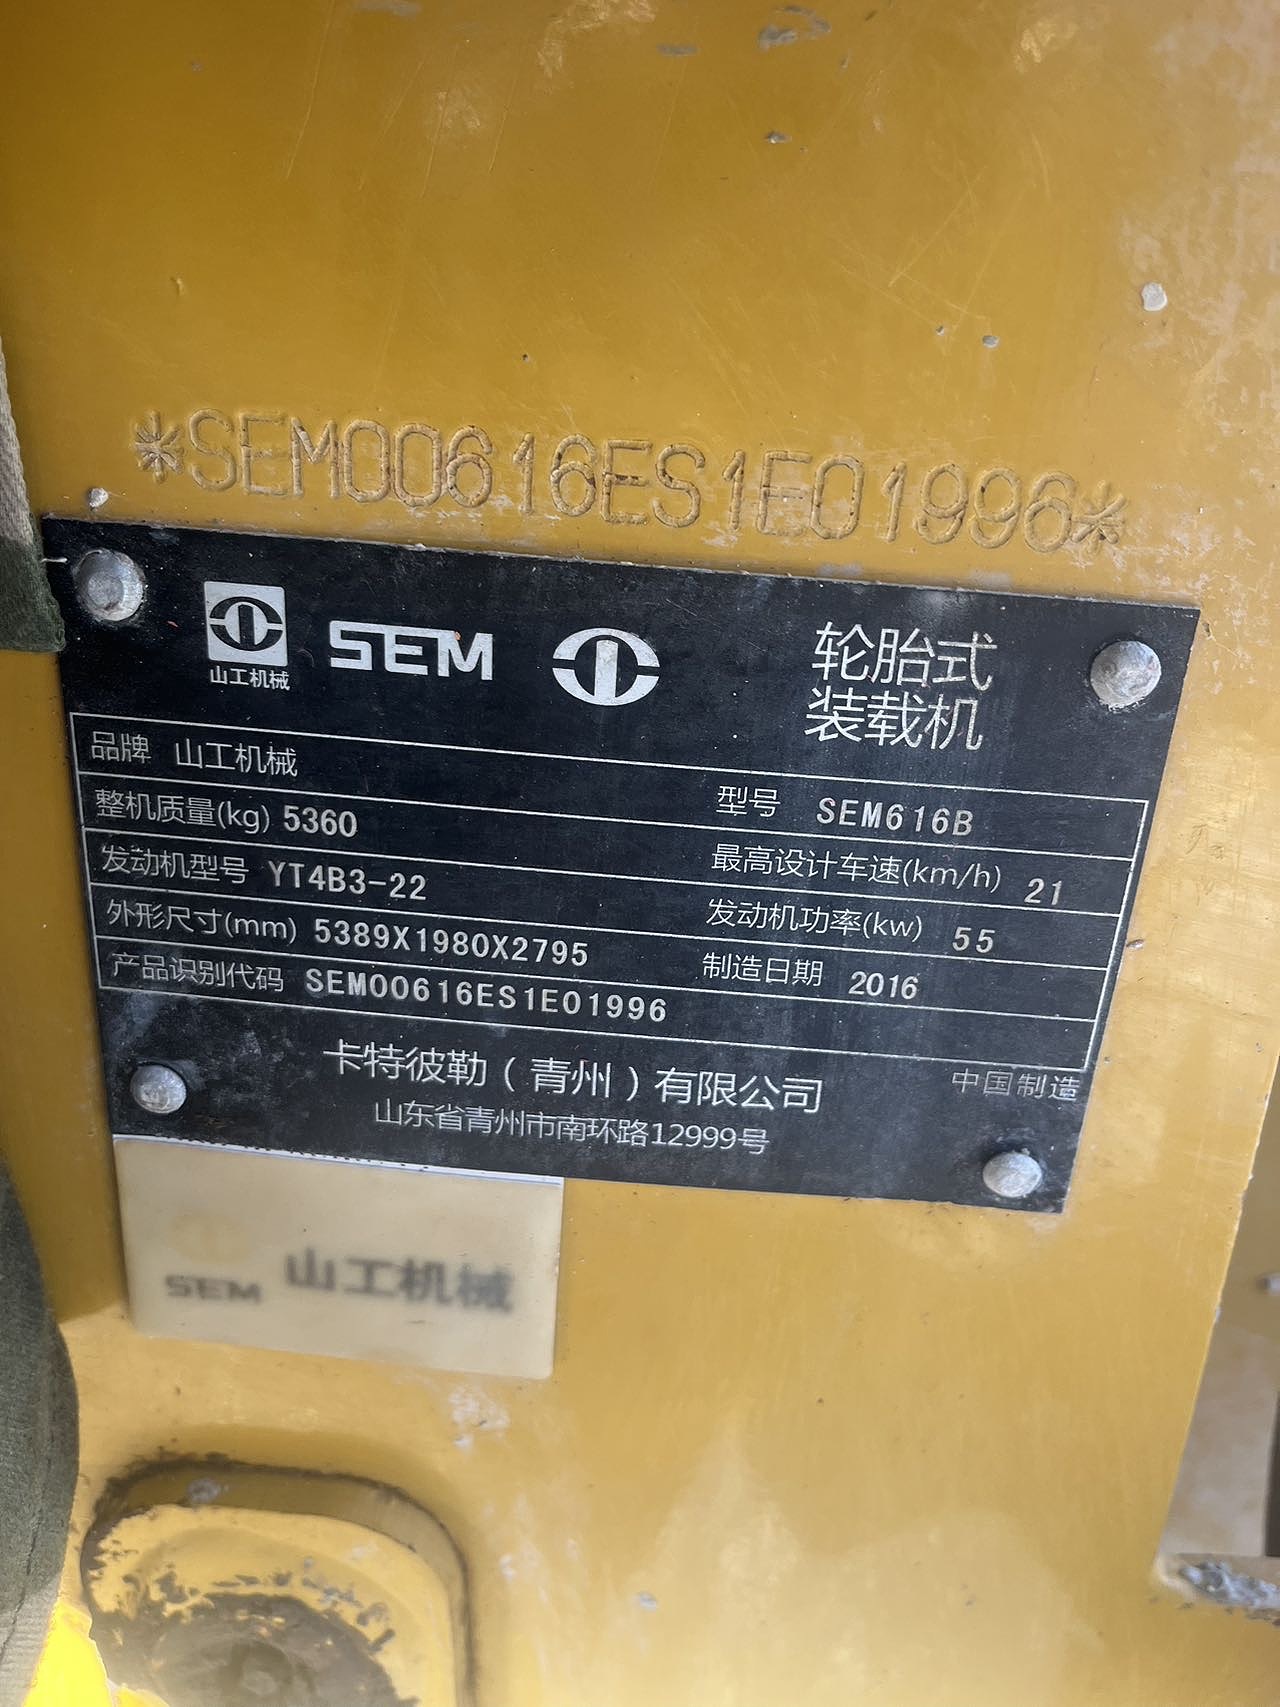 *SEM00616ES1E01996*
山工机械
SEM
轮胎式
装载机
品牌 山工机械
型号 SEM616B
整机质量(kg) 5360
最高设计车速(km/h) 21
发动机型号 YT4B3-22
发动机功率(kw) 55
外形尺寸(mm) 5389X1980X2795
制造日期 2016
产品识别代码 SEM00616ES1E01996
中国制造
卡特彼勒（青州）有限公司
山东省青州市南环路12999号
SEM 山工机械